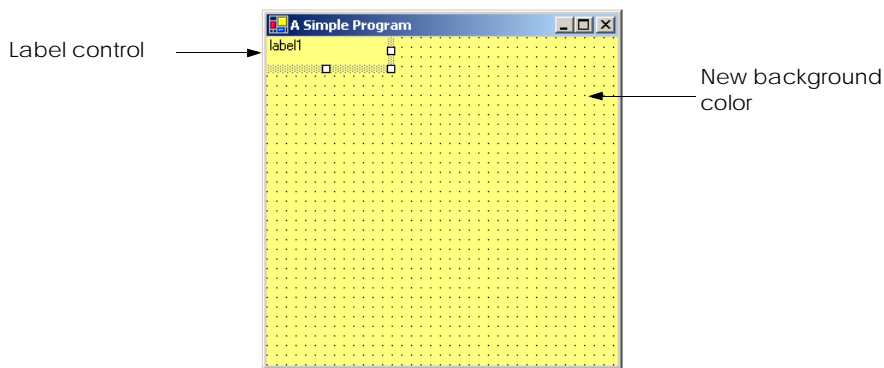 A Simple Program
Label control
label1
New background
color